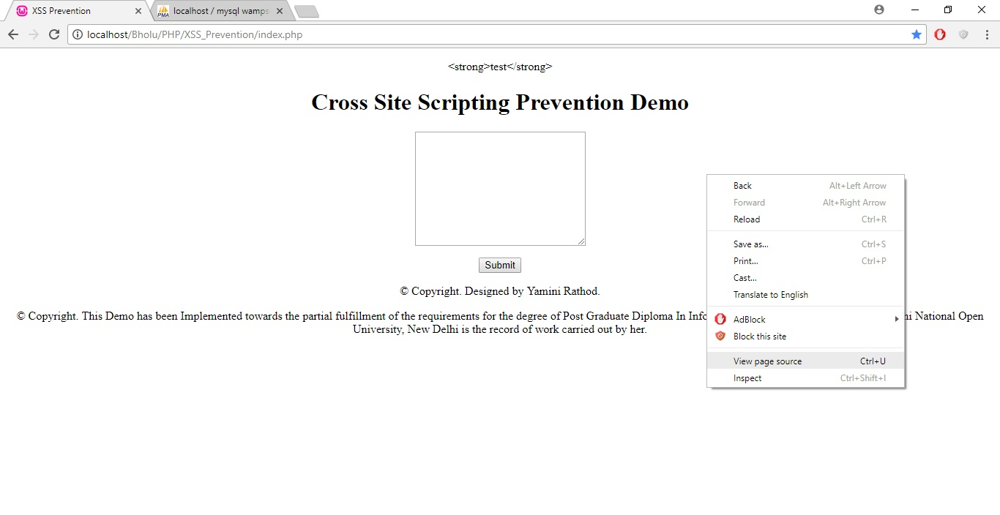 XSS Prevention
localhost / mysql wamps
localhost/Bholu/PHP/XSS_Prevention/index.php
<strong>test</strong>
Cross Site Scripting Prevention Demo
Submit
© Copyright. Designed by Yamini Rathod.
© Copyright. This Demo has been Implemented towards the partial fulfillment of the requirements for the degree of Post Graduate Diploma In Info ni National Open
University, New Delhi is the record of work carried out by her.
Back Alt+Left Arrow
Forward Alt+Right Arrow
Reload Ctrl+R
Save as... Ctrl+S
Print... Ctrl+P
Cast...
Translate to English
AdBlock
Block this site
View page source Ctrl+U
Inspect Ctrl+Shift+I